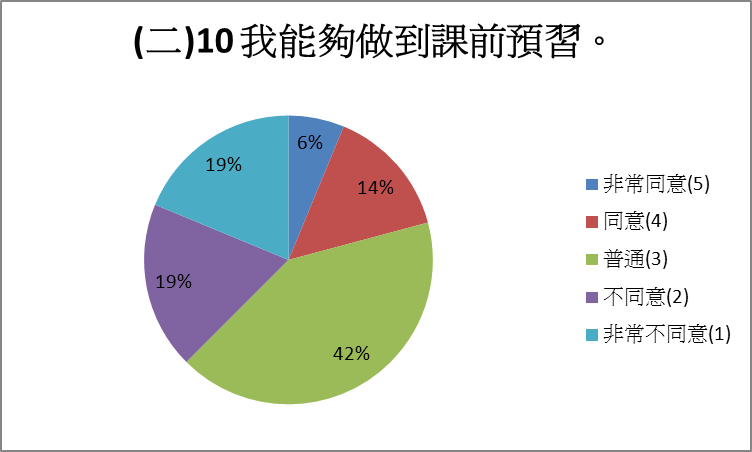 (二)10 我能夠做到課前預習。
6%
14%
42%
19%
19%
非常同意(5)
同意(4)
普通(3)
不同意(2)
非常不同意(1)